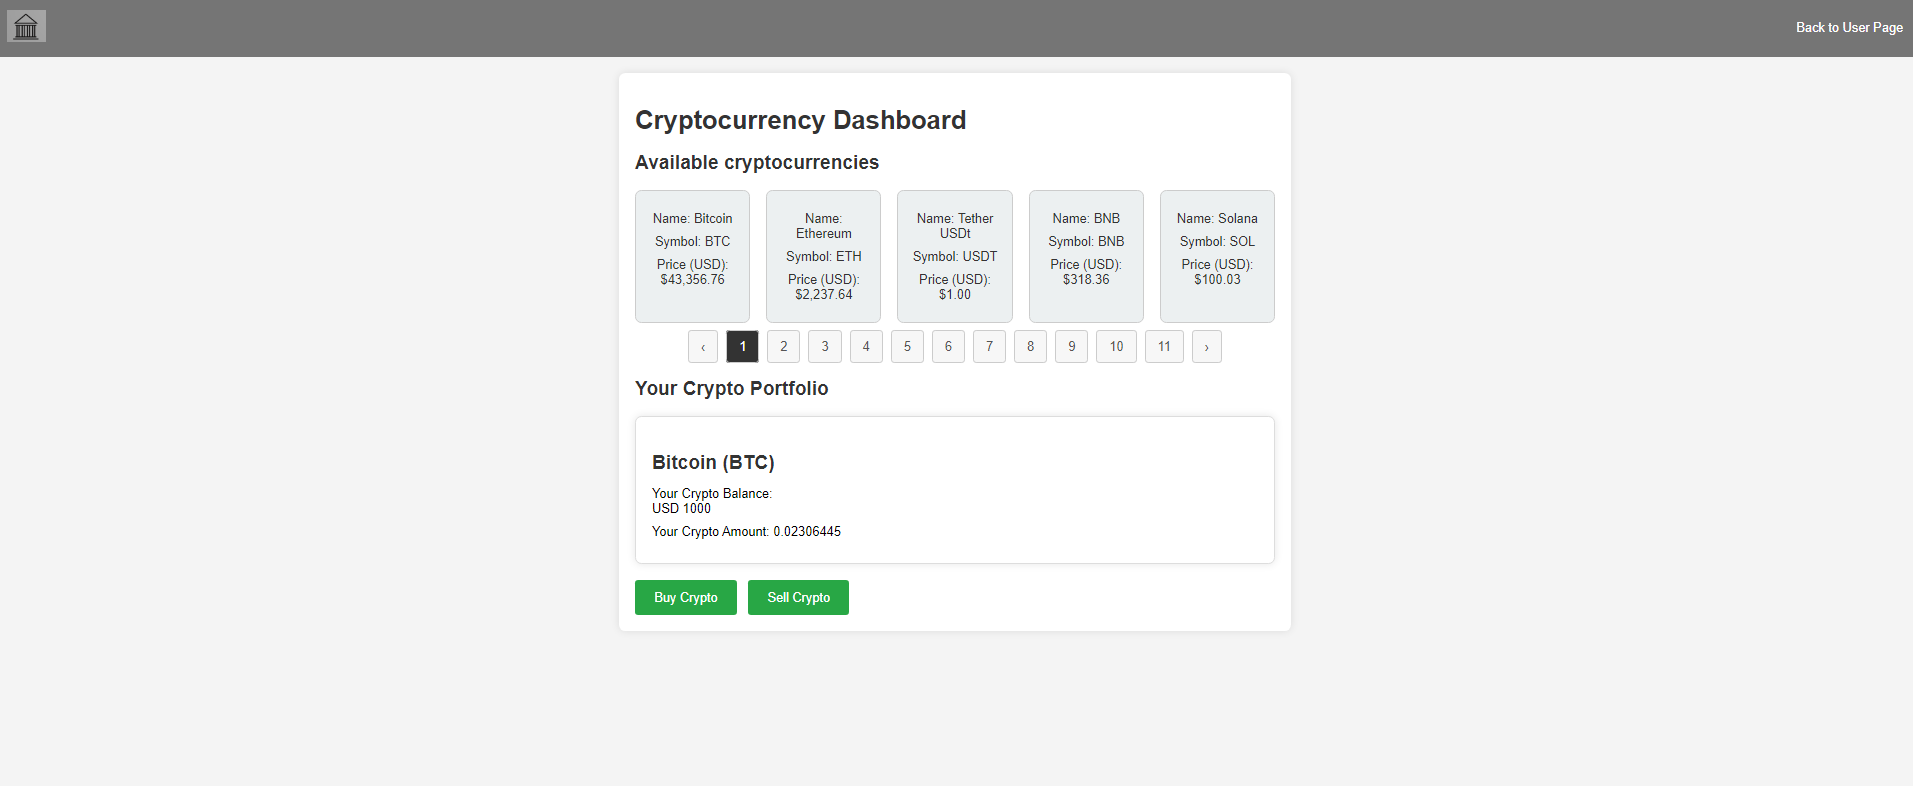 Back to User Page
Cryptocurrency Dashboard
Available cryptocurrencies
Name: Bitcoin
Symbol: BTC
Price (USD):
$43,356.76
Name:
Ethereum
Symbol: ETH
Price (USD):
$2,237.64
Name: Tether
USDt
Symbol: USDT
Price (USD):
$1.00
Name: BNB
Symbol: BNB
Price (USD):
$318.36
Name: Solana
Symbol: SOL
Price (USD):
$100.03
‹ 1 2 3 4 5 6 7 8 9 10 11 ›
Your Crypto Portfolio
Bitcoin (BTC)
Your Crypto Balance:
USD 1000
Your Crypto Amount: 0.02306445
Buy Crypto Sell Crypto